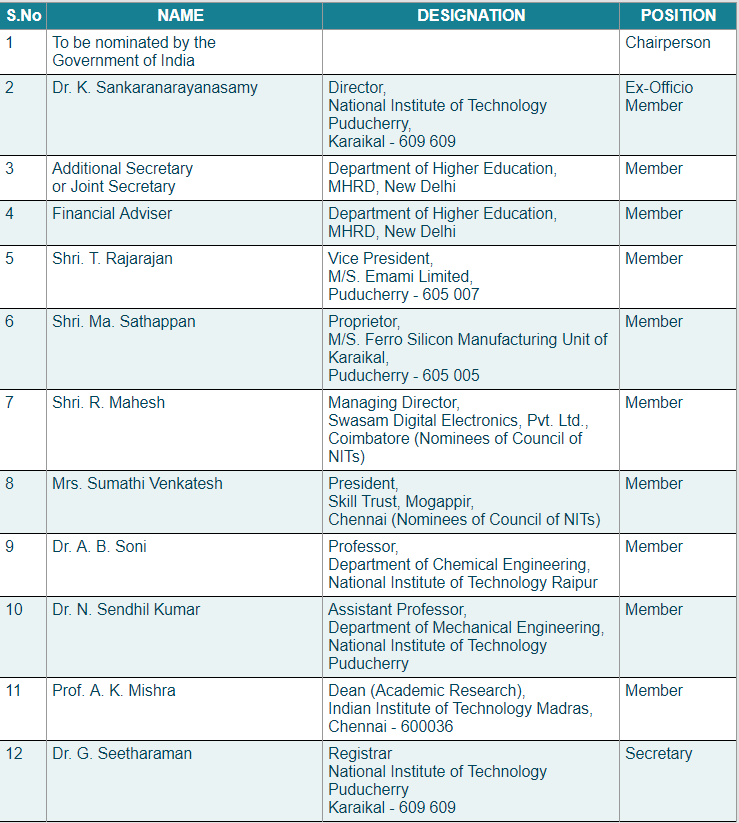 S.No NAME DESIGNATION POSITION
1 To be nominated by the Chairperson
Government of India
2 Dr. K. Sankaranarayanasamy Director, Ex-Officio
National Institute of Technology Member
Puducherry,
Karaikal - 609 609
3 Additional Secretary Department of Higher Education, Member
or Joint Secretary MHRD, New Delhi
4 Financial Adviser Department of Higher Education, Member
MHRD, New Delhi
5 Shri. T. Rajarajan Vice President, Member
M/S. Emami Limited,
Puducherry - 605 007
6 Shri. Ma. Sathappan Proprietor, Member
M/S. Ferro Silicon Manufacturing Unit of
Karaikal,
Puducherry - 605 005
7 Shri. R. Mahesh Managing Director, Member
Swasam Digital Electronics, Pvt. Ltd.,
Coimbatore (Nominees of Council of
NITs)
8 Mrs. Sumathi Venkatesh President, Member
Skill Trust, Mogappir,
Chennai (Nominees of Council of NITs)
9 Dr. A. B. Soni Professor, Member
Department of Chemical Engineering,
National Institute of Technology Raipur
10 Dr. N. Sendhil Kumar Assistant Professor, Member
Department of Mechanical Engineering,
National Institute of Technology
Puducherry
11 Prof. A. K. Mishra Dean (Academic Research), Member
Indian Institute of Technology Madras,
Chennai - 600036
12 Dr. G. Seetharaman Registrar Secretary
National Institute of Technology
Puducherry
Karaikal - 609 609